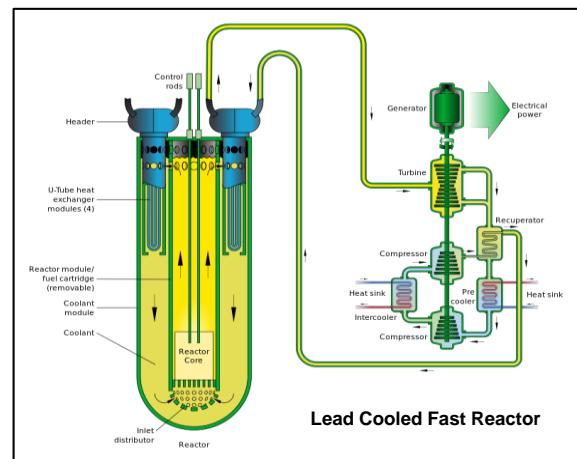 Control
rods
Header
U-Tube heat
exchanger
modules (4)
Reactor module/
fuel cartridge
(removable)
Coolant
module
Coolant
Inlet
distributor
Reactor
Core
Reactor
Generator
Electrical
power
Turbine
Recuperator
Compressor
Heat sink
Pre
cooler
Heat sink
Intercooler
Compressor
Lead Cooled Fast Reactor